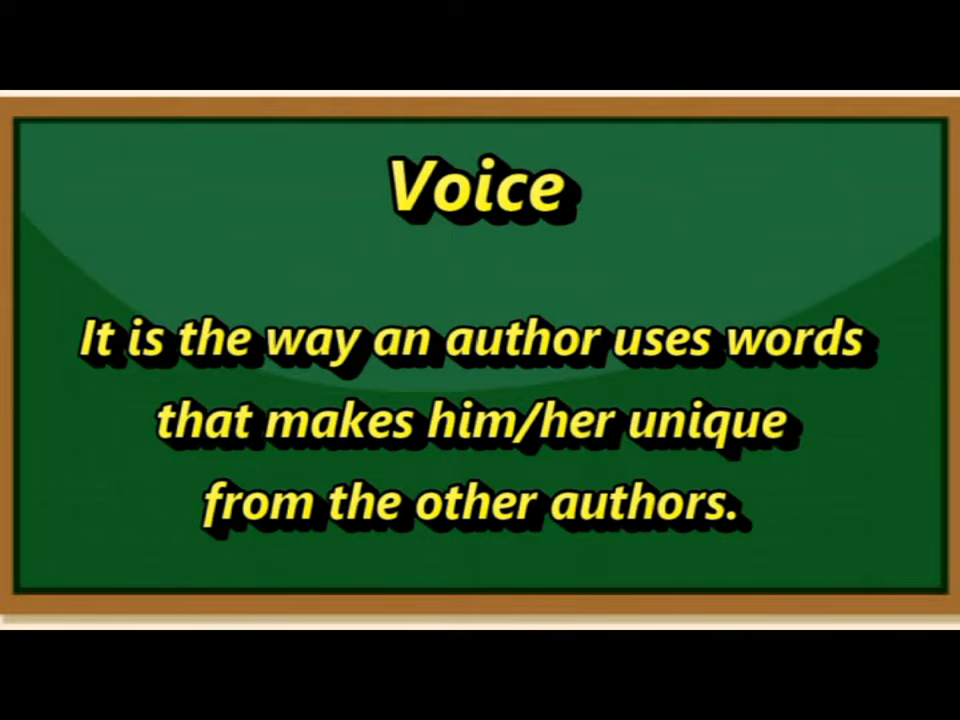 Voice
It is the way an author uses words
that makes him/her unique
from the other authors.